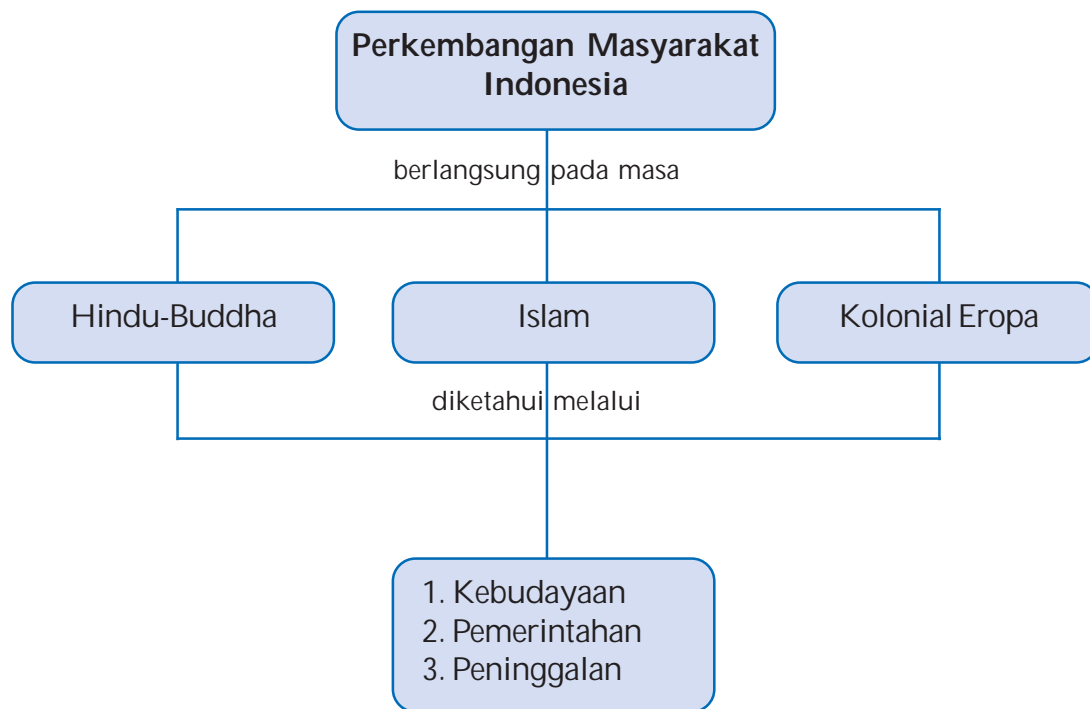 Perkembangan Masyarakat
Indonesia
berlangsung pada masa
Hindu-Buddha
Islam
Kolonial Eropa
diketahui melalui
1. Kebudayaan
2. Pemerintahan
3. Peninggalan